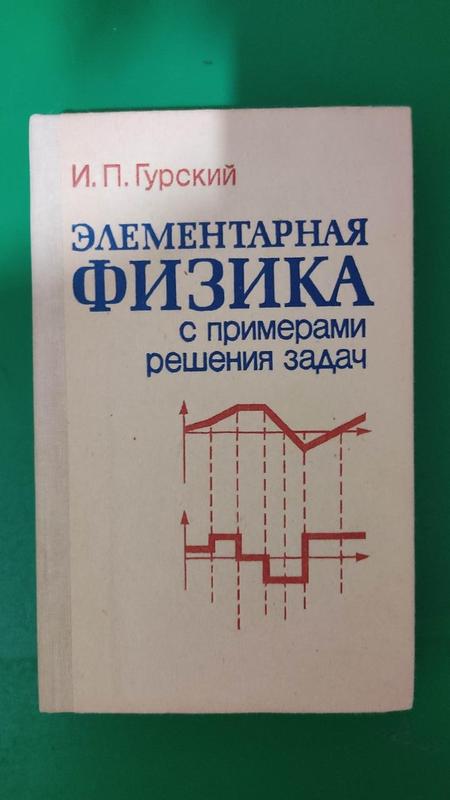 И. П. Гурский
ЭЛЕМЕНТАРНАЯ
ФИЗИКА
с примерами
решения задач